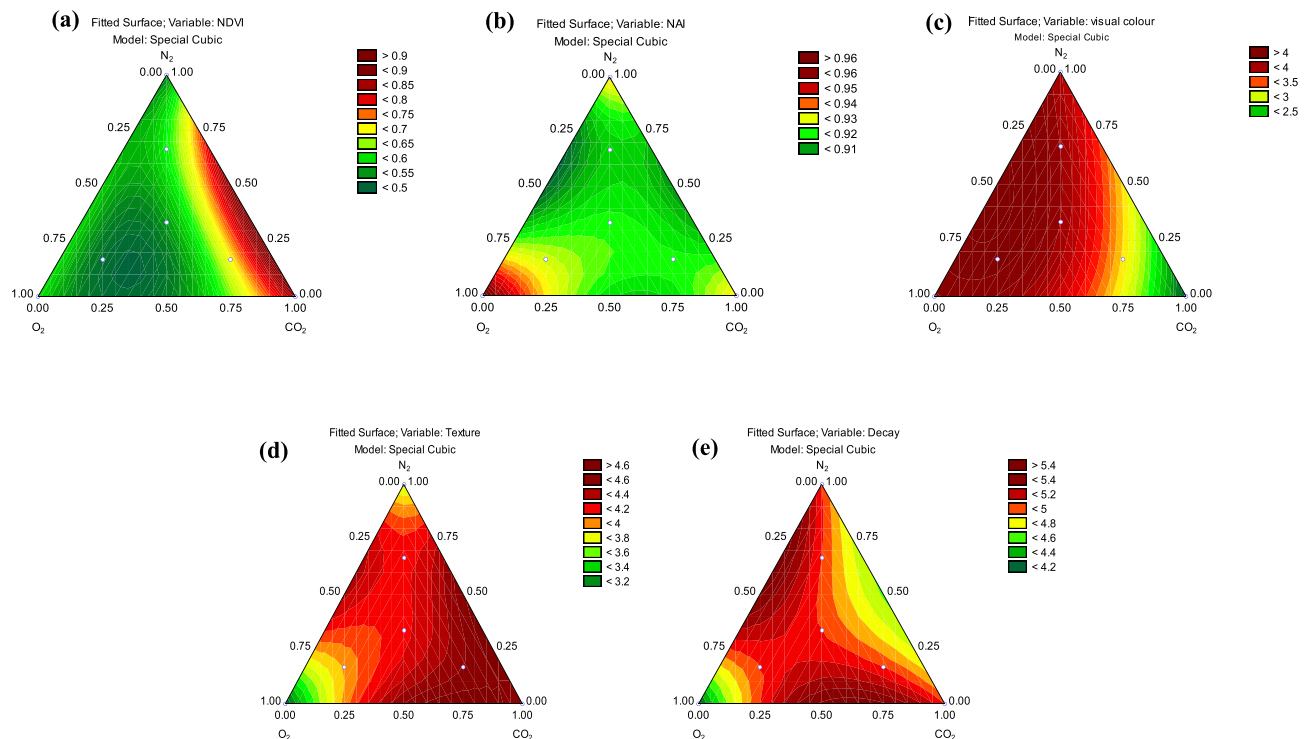 (a)
Fitted Surface; Variable: NDVI
Model: Special Cubic
N2
0.00 1.00
0.25 0.75
0.50 0.50
0.75 0.25
1.00 0.00
0.00 0.25 0.50 0.75 1.00
O2 CO2
> 0.9
< 0.9
< 0.85
< 0.8
< 0.75
< 0.7
< 0.65
< 0.6
< 0.55
< 0.5
(b)
Fitted Surface; Variable: NAI
Model: Special Cubic
N2
0.00 1.00
0.25 0.75
0.50 0.50
0.75 0.25
1.00 0.00
0.00 0.25 0.50 0.75 1.00
O2 CO2
> 0.96
< 0.96
< 0.95
< 0.94
< 0.93
< 0.92
< 0.91
(c)
Fitted Surface; Variable: visual colour
Model: Special Cubic
N2
0.00 1.00
0.25 0.75
0.50 0.50
0.75 0.25
1.00 0.00
0.00 0.25 0.50 0.75 1.00
O2 CO2
> 4
< 4
< 3.5
< 3
< 2.5
(d)
Fitted Surface; Variable: Texture
Model: Special Cubic
N2
0.00 1.00
0.25 0.75
0.50 0.50
0.75 0.25
1.00 0.00
0.00 0.25 0.50 0.75 1.00
O2 CO2
> 4.6
< 4.6
< 4.4
< 4.2
< 4
< 3.8
< 3.6
< 3.4
< 3.2
(e)
Fitted Surface; Variable: Decay
Model: Special Cubic
N2
0.00 1.00
0.25 0.75
0.50 0.50
0.75 0.25
1.00 0.00
0.00 0.25 0.50 0.75 1.00
O2 CO2
> 5.4
< 5.4
< 5.2
< 5
< 4.8
< 4.6
< 4.4
< 4.2